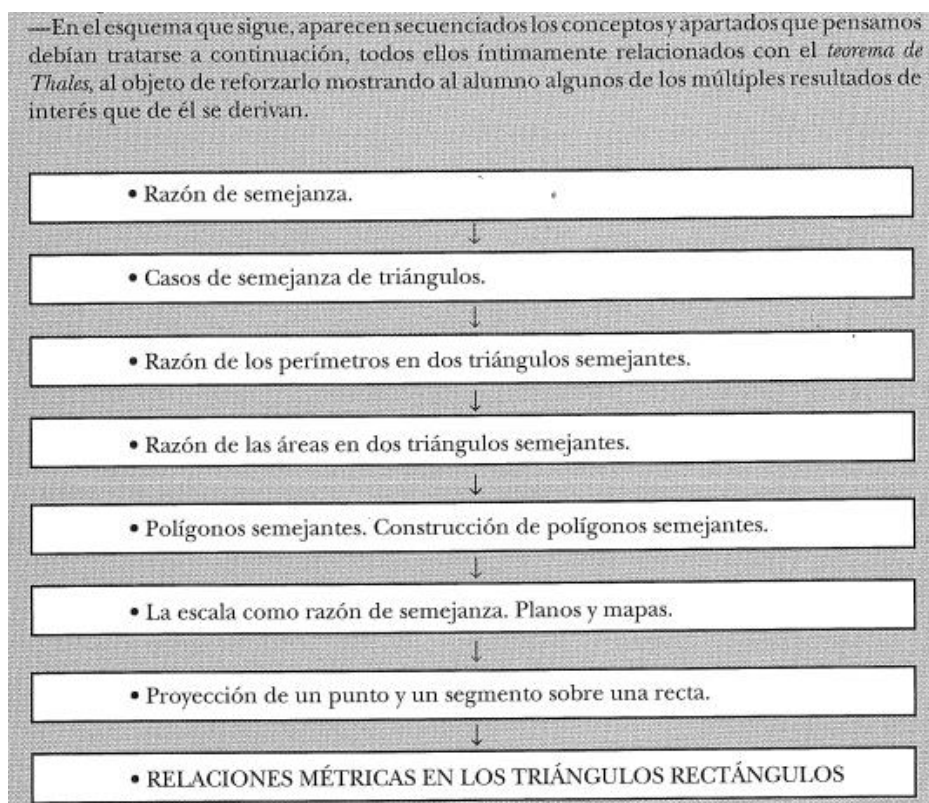 —En el esquema que sigue, aparecen secuenciados los conceptos y apartados que pensamos
debían tratarse a continuación, todos ellos íntimamente relacionados con el teorema de
Thales, al objeto de reforzarlo mostrando al alumno algunos de los múltiples resultados de
interés que de él se derivan.
• Razón de semejanza.
↓
• Casos de semejanza de triángulos.
↓
• Razón de los perímetros en dos triángulos semejantes.
↓
• Razón de las áreas en dos triángulos semejantes.
↓
• Polígonos semejantes. Construcción de polígonos semejantes.
↓
• La escala como razón de semejanza. Planos y mapas.
↓
• Proyección de un punto y un segmento sobre una recta.
↓
• RELACIONES MÉTRICAS EN LOS TRIÁNGULOS RECTÁNGULOS